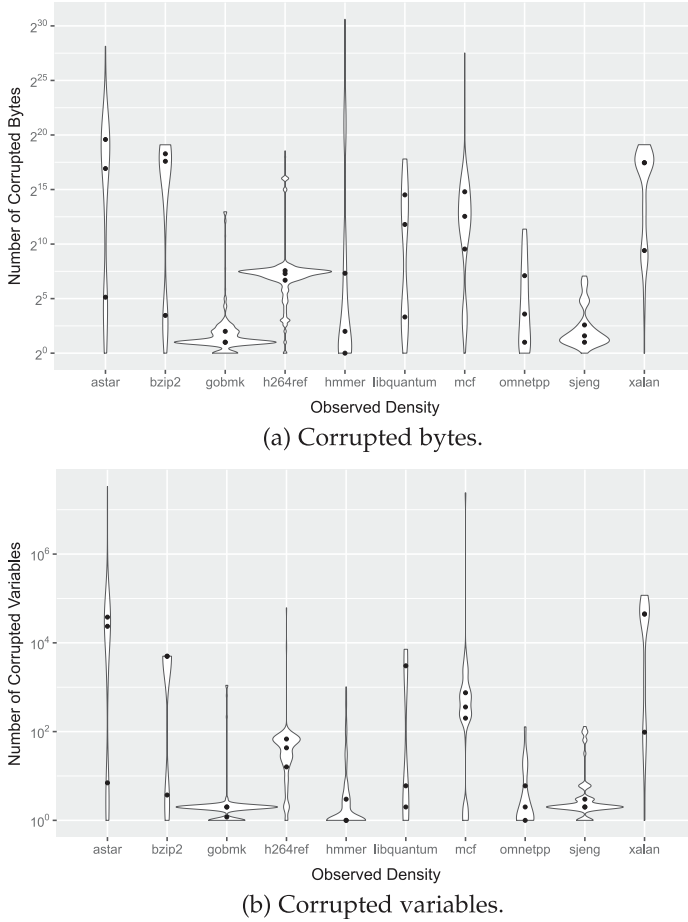 Number of Corrupted Bytes
2^30
2^25
2^20
2^15
2^10
2^5
2^0
astar bzip2 gobmk h264ref hmmer libquantum mcf omnetpp sjeng xalan
Observed Density
(a) Corrupted bytes.
Number of Corrupted Variables
10^6
10^4
10^2
10^0
astar bzip2 gobmk h264ref hmmer libquantum mcf omnetpp sjeng xalan
Observed Density
(b) Corrupted variables.